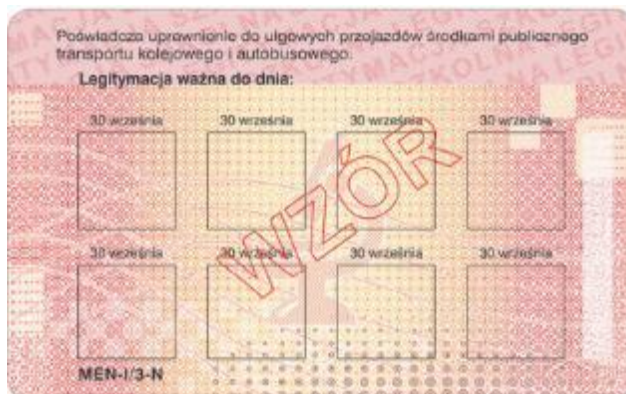 Poświadcza uprawnienie do ulgowych przejazdów środkami publicznego
transportu kolejowego i autobusowego.
Legitymacja ważna do dnia:
30 września 30 września 30 września 30 września
WZÓR
30 września 30 września 30 września 30 września
MEN-I/3-N